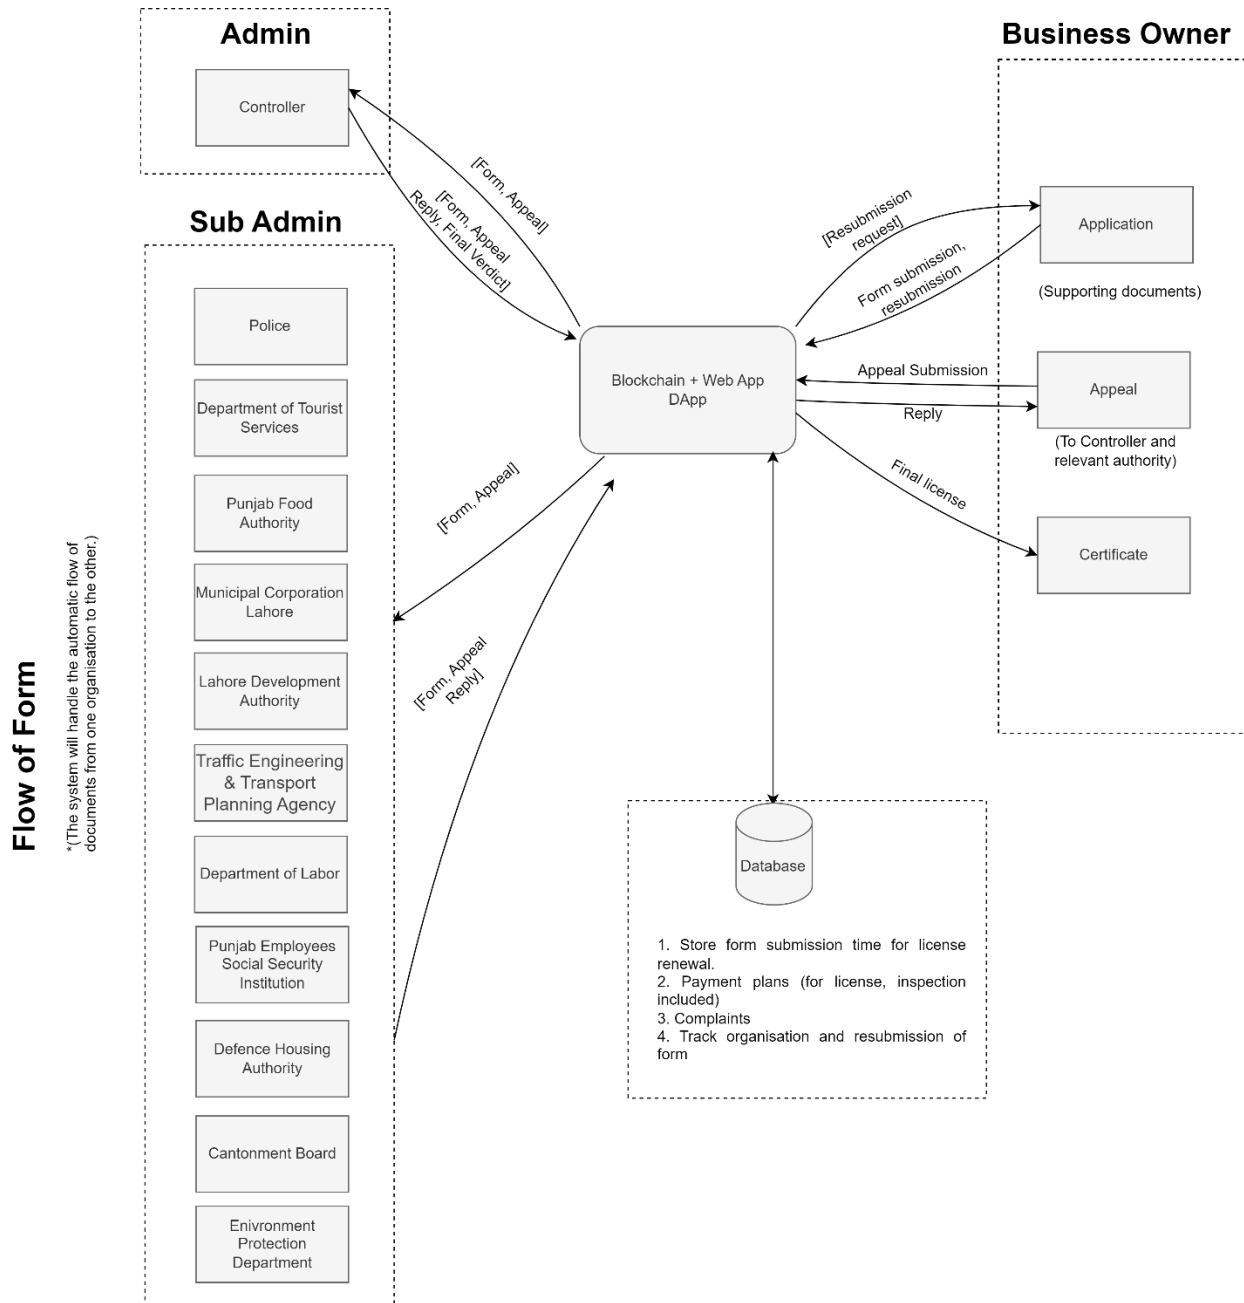 Admin
Controller
Business Owner
[Form, Appeal]
[Form, Appeal
Reply, Final Verdict]
Sub Admin
Police
Department of Tourist
Services
Punjab Food
Authority
Municipal Corporation
Lahore
Lahore Development
Authority
Traffic Engineering
& Transport
Planning Agency
Department of Labor
Punjab Employees
Social Security
Institution
Defence Housing
Authority
Cantonment Board
Enivronment
Protection
Department
Flow of Form
*(The system will handle the automatic flow of
documents from one organisation to the other.)
[Form, Appeal]
[Form, Appeal
Reply]
Blockchain + Web App
DApp
[Resubmission
request]
Form submission,
resubmission
Application
(Supporting documents)
Appeal Submission
Reply
Appeal
(To Controller and
relevant authority)
Final license
Certificate
Database
1. Store form submission time for license
renewal.
2. Payment plans (for license, inspection
included)
3. Complaints
4. Track organisation and resubmission of
form